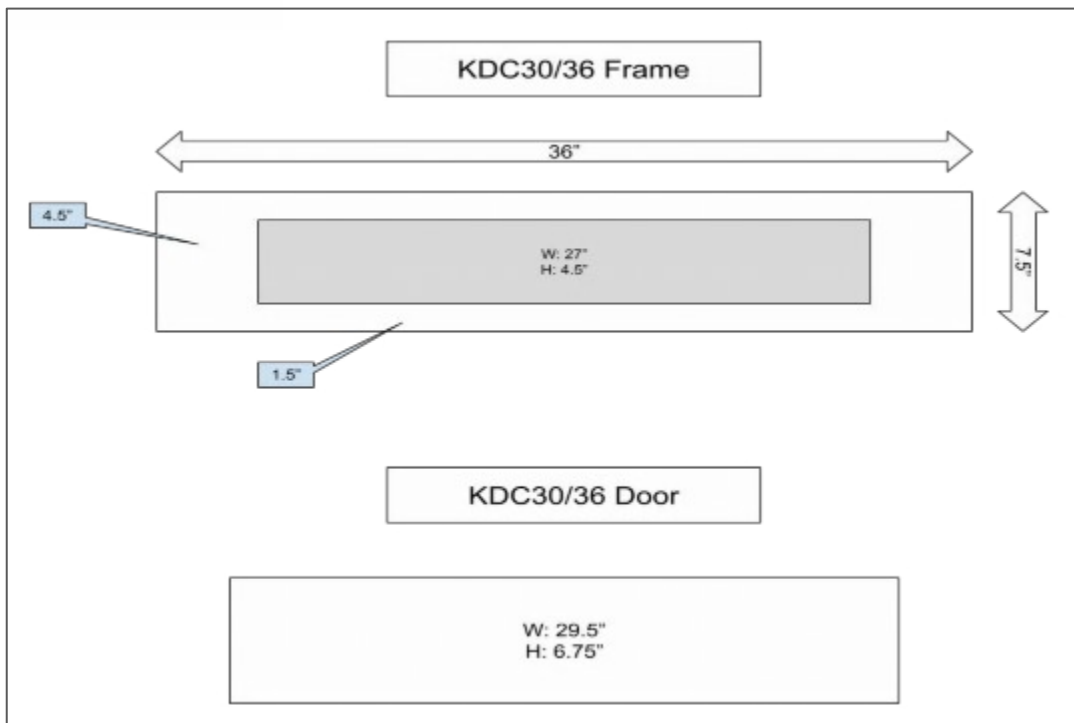 KDC30/36 Frame
36”
4.5”
W: 27”
H: 4.5”
7.5”
1.5”
KDC30/36 Door
W: 29.5”
H: 6.75”